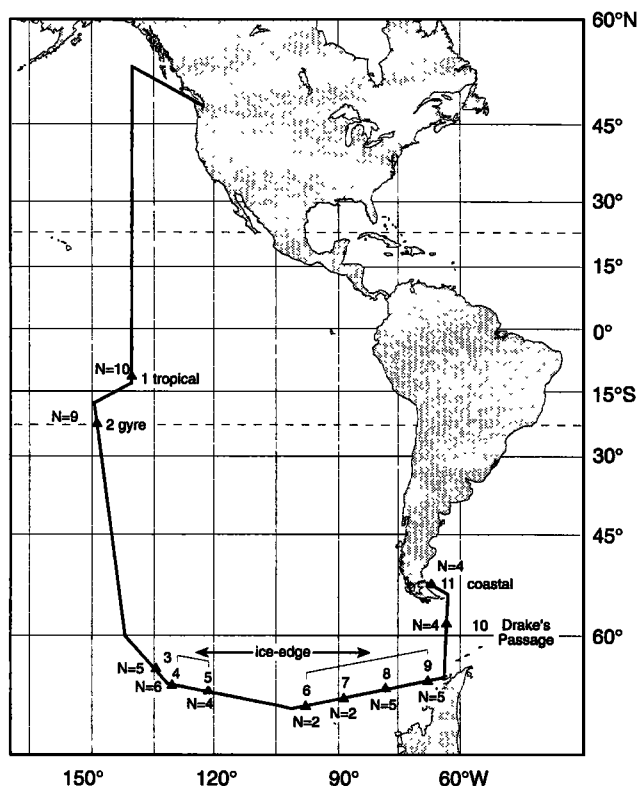 60°N
45°
30°
15°
0°
N=10
1 tropical
15°S
N=9
2 gyre
30°
45°
N=4
11 coastal
N=4
10 Drake's
Passage
60°
3
ice-edge
N=5
4
5
6
7
8
9
N=6
N=4
N=2
N=2
N=5
N=5
150°
120°
90°
60°W